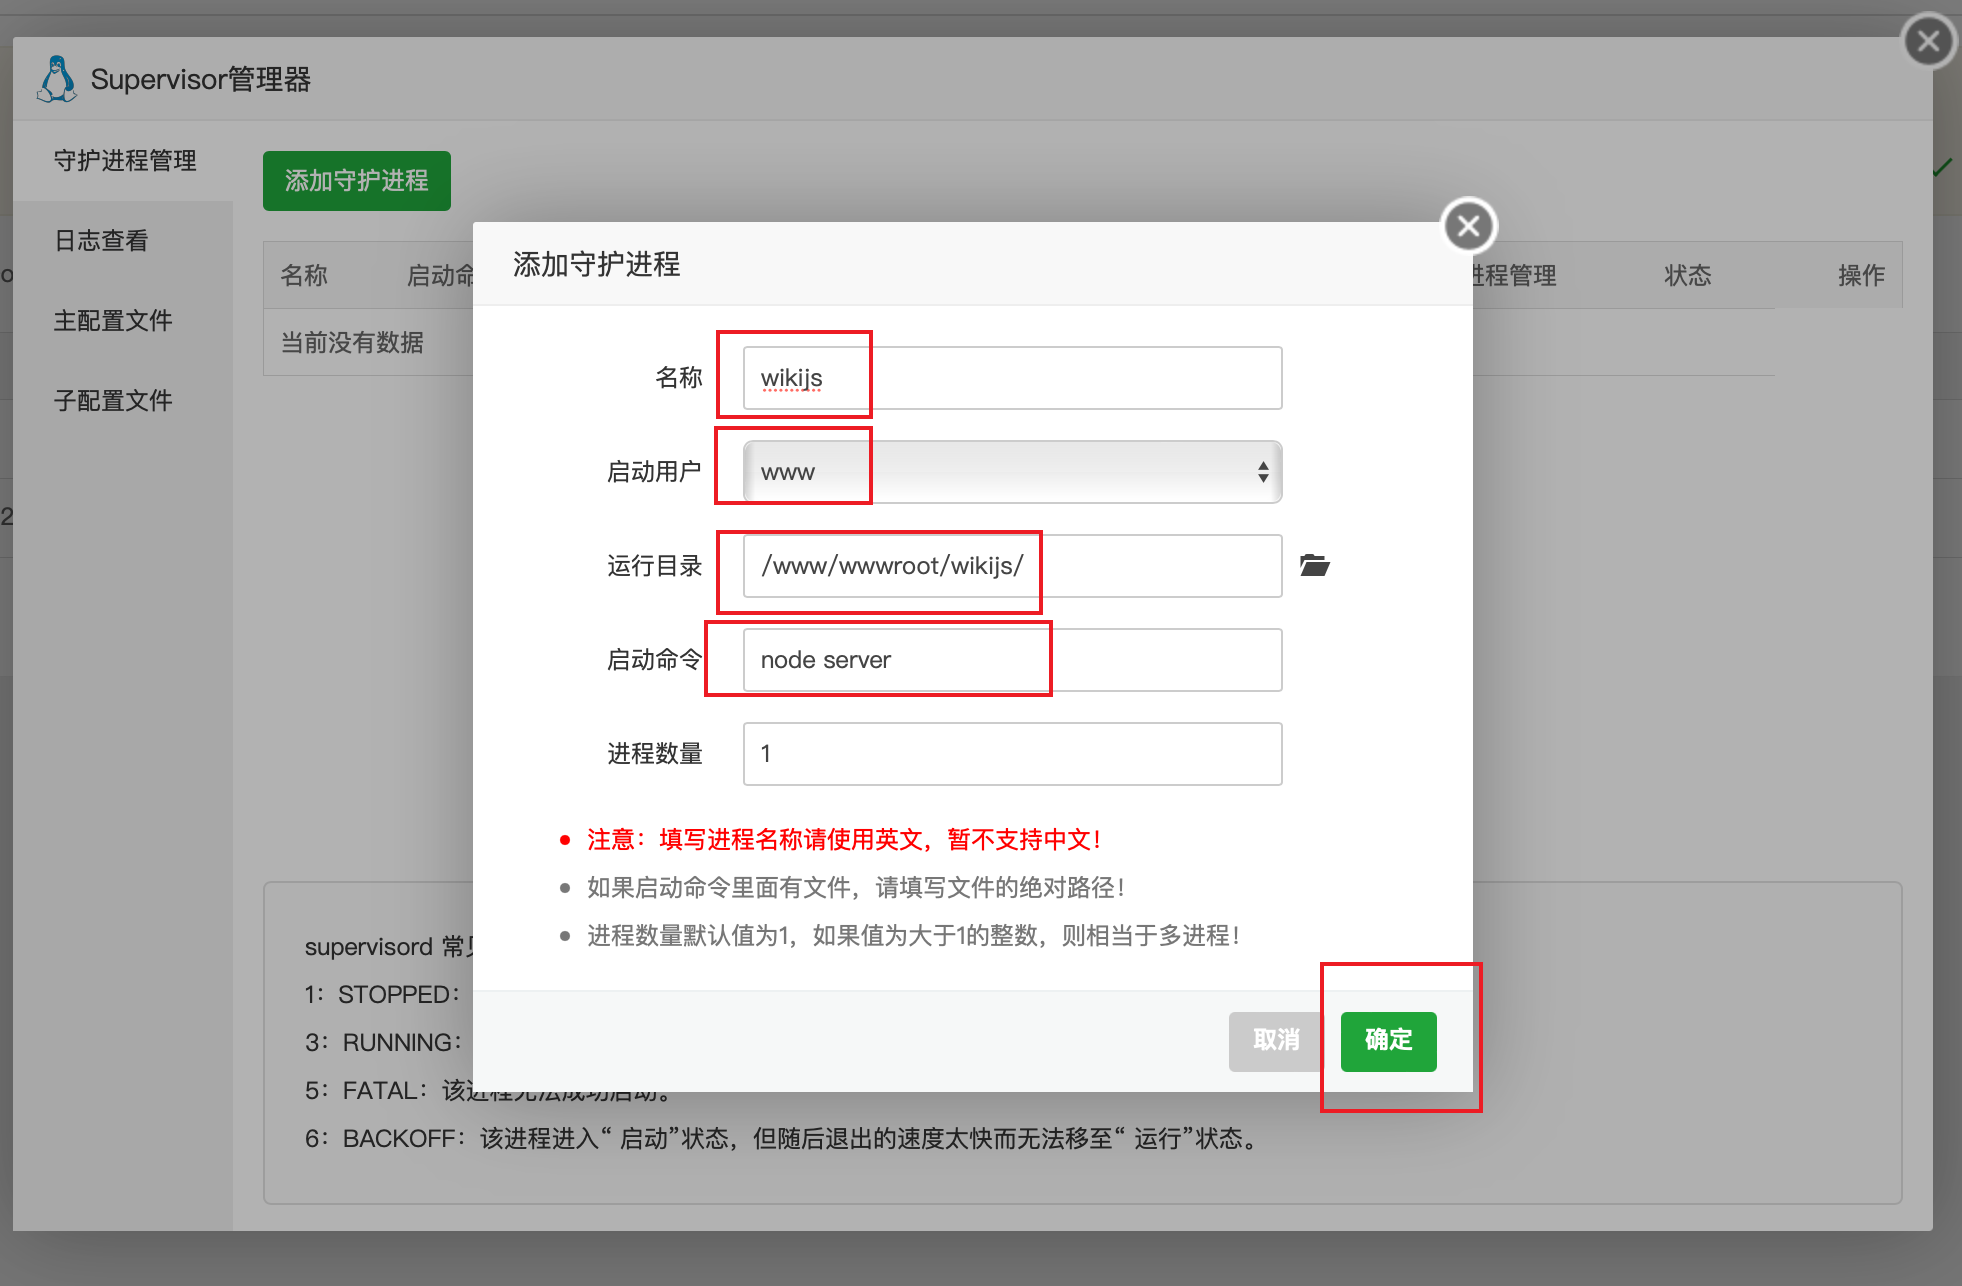 Supervisor管理器
守护进程管理
日志查看
主配置文件
子配置文件
添加守护进程
名称 启动命 进程管理 状态 操作
当前没有数据
添加守护进程
名称 wikijs
启动用户 www
运行目录 /www/wwwroot/wikijs/
启动命令 node server
进程数量 1
注意：填写进程名称请使用英文，暂不支持中文！
如果启动命令里面有文件，请填写文件的绝对路径！
进程数量默认值为1，如果值为大于1的整数，则相当于多进程！
取消 确定
supervisord 常见
1：STOPPED：
3：RUNNING：
5：FATAL：该进程无法成功启动。
6：BACKOFF：该进程进入“ 启动”状态，但随后退出的速度太快而无法移至“ 运行”状态。